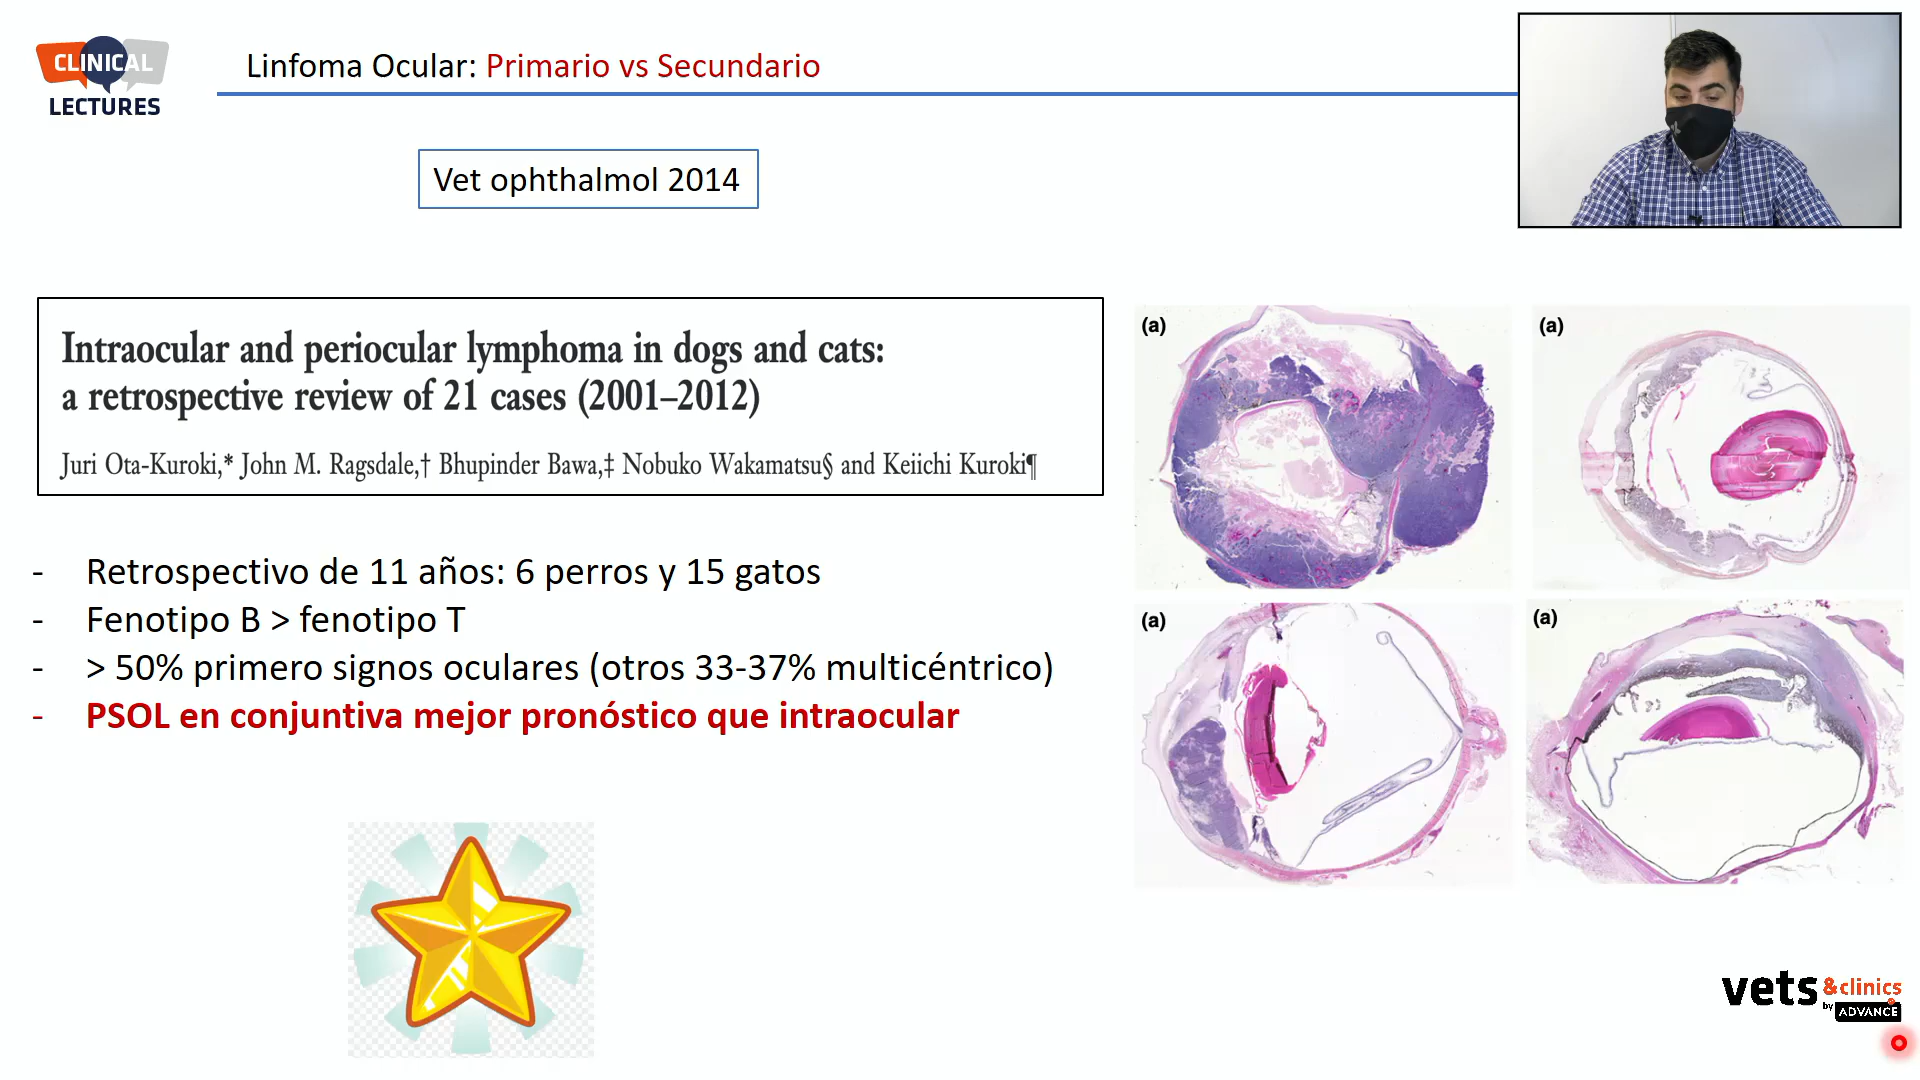 CLINICAL
LECTURES
Linfoma Ocular: Primario vs Secundario
Vet ophthalmol 2014
Intraocular and periocular lymphoma in dogs and cats:
a retrospective review of 21 cases (2001–2012)
Juri Ota-Kuroki,* John M. Ragsdale,† Bhupinder Bawa,‡ Nobuko Wakamatsu§ and Keiichi Kuroki¶
- Retrospectivo de 11 años: 6 perros y 15 gatos
- Fenotipo B > fenotipo T
- > 50% primero signos oculares (otros 33-37% multicéntrico)
- PSOL en conjuntiva mejor pronóstico que intraocular
(a)
(a)
(a)
(a)
vets &clinics
by ADVANCE